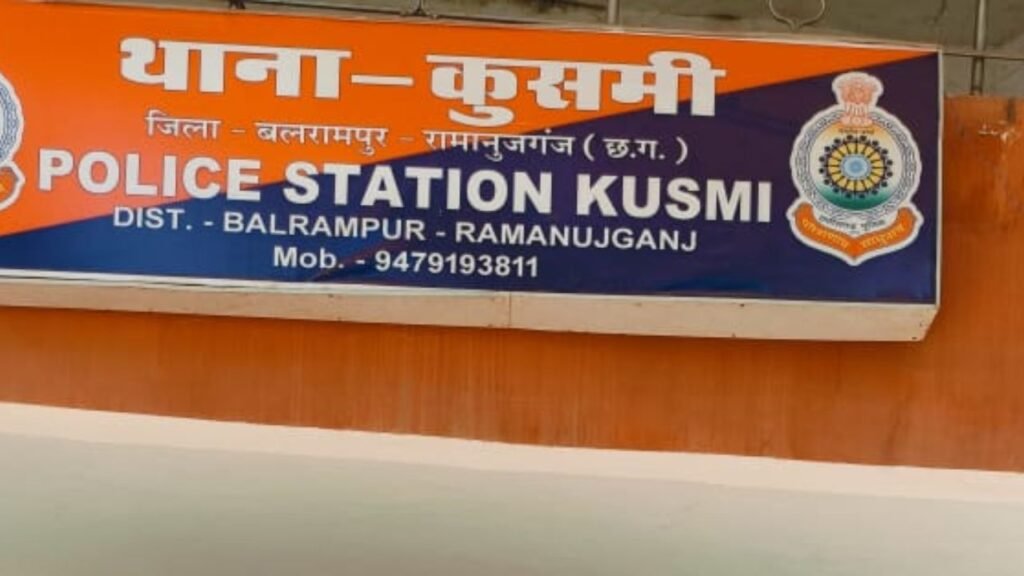 थाना – कुसमी
जिला - बलरामपुर - रामानुजगंज ( छ.ग. )
POLICE STATION KUSMI
DIST. - BALRAMPUR - RAMANUJGANJ
Mob. - 9479193811